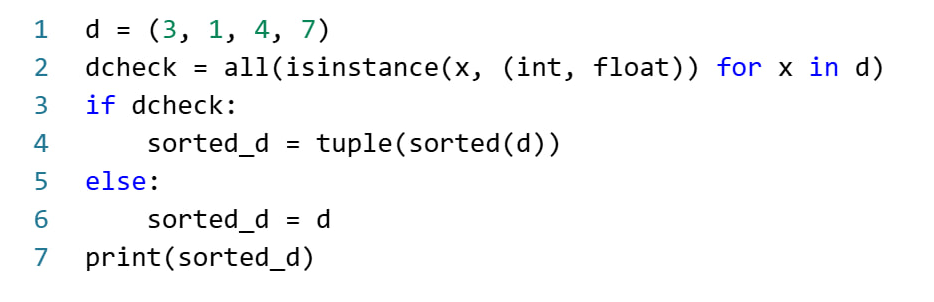 1 d = (3, 1, 4, 7)
2 dcheck = all(isinstance(x, (int, float)) for x in d)
3 if dcheck:
4     sorted_d = tuple(sorted(d))
5 else:
6     sorted_d = d
7 print(sorted_d)